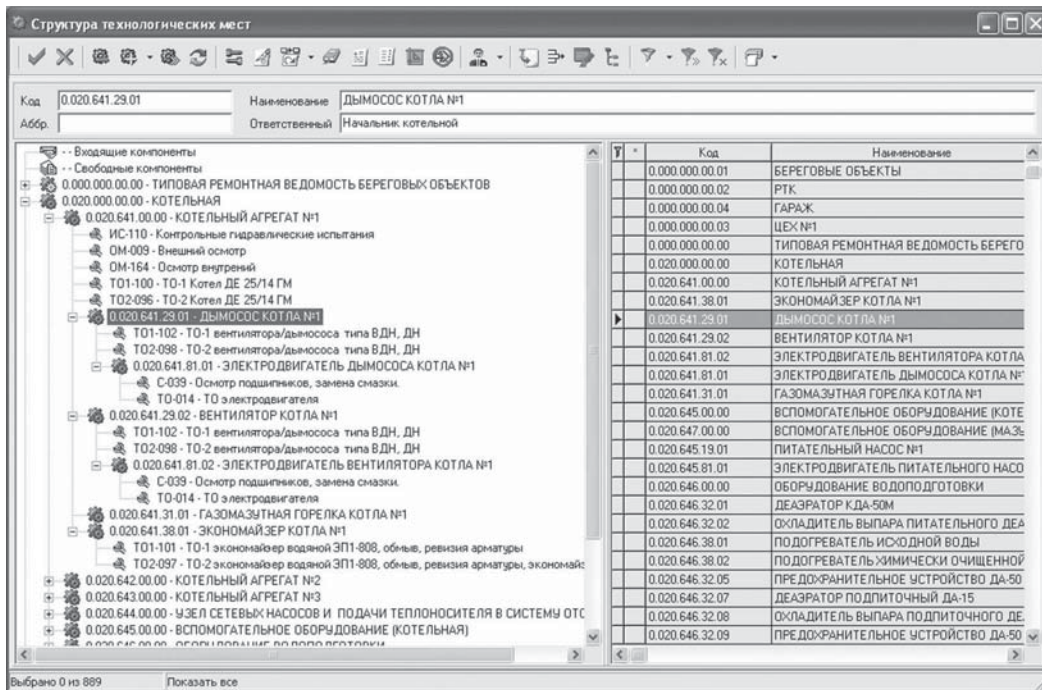 Структура технологических мест
Код 0.020.641.29.01 Наименование ДЫМОСОС КОТЛА №1
Аббр. Ответственный Начальник котельной
- - Входящие компоненты
- - Свободные компоненты
0.000.000.00.00 - ТИПОВАЯ РЕМОНТНАЯ ВЕДОМОСТЬ БЕРЕГОВЫХ ОБЪЕКТОВ
0.020.000.00.00 - КОТЕЛЬНАЯ
0.020.641.00.00 - КОТЕЛЬНЫЙ АГРЕГАТ №1
ИС-110 - Контрольные гидравлические испытания
ОМ-009 - Внешний осмотр
ОМ-164 - Осмотр внутрений
ТО1-100 - ТО-1 Котел ДЕ 25/14 ГМ
ТО2-096 - ТО-2 Котел ДЕ 25/14 ГМ
0.020.641.29.01 - ДЫМОСОС КОТЛА №1
ТО1-102 - ТО-1 вентилятора/дымососа типа ВДН, ДН
ТО2-098 - ТО-2 вентилятора/дымососа типа ВДН, ДН
0.020.641.81.01 - ЭЛЕКТРОДВИГАТЕЛЬ ДЫМОСОСА КОТЛА №1
С-039 - Осмотр подшипников, замена смазки.
ТО-014 - ТО электродвигателя
0.020.641.29.02 - ВЕНТИЛЯТОР КОТЛА №1
ТО1-102 - ТО-1 вентилятора/дымососа типа ВДН, ДН
ТО2-098 - ТО-2 вентилятора/дымососа типа ВДН, ДН
0.020.641.81.02 - ЭЛЕКТРОДВИГАТЕЛЬ ВЕНТИЛЯТОРА КОТЛА №1
С-039 - Осмотр подшипников, замена смазки.
ТО-014 - ТО электродвигателя
0.020.641.31.01 - ГАЗОМАЗУТНАЯ ГОРЕЛКА КОТЛА №1
0.020.641.38.01 - ЭКОНОМАЙЗЕР КОТЛА №1
ТО1-101 - ТО-1 экономайзер водяной ЭП1-808, обмыв, ревизия арматуры
ТО2-097 - ТО-2 экономайзер водяной ЭП1-808, обмыв, ревизия арматуры, экономайз
0.020.642.00.00 - КОТЕЛЬНЫЙ АГРЕГАТ №2
0.020.643.00.00 - КОТЕЛЬНЫЙ АГРЕГАТ №3
0.020.644.00.00 - УЗЕЛ СЕТЕВЫХ НАСОСОВ И ПОДАЧИ ТЕПЛОНОСИТЕЛЯ В СИСТЕМУ ОТО
0.020.645.00.00 - ВСПОМОГАТЕЛЬНОЕ ОБОРУДОВАНИЕ (КОТЕЛЬНАЯ)
0.020.646.00.00 - ОБОРУДОВАНИЕ ВОДОПОДГОТОВКИ
* Код Наименование
0.000.000.00.01 БЕРЕГОВЫЕ ОБЪЕКТЫ
0.000.000.00.02 РТК
0.000.000.00.04 ГАРАЖ
0.000.000.00.03 ЦЕХ №1
0.000.000.00.00 ТИПОВАЯ РЕМОНТНАЯ ВЕДОМОСТЬ БЕРЕГО
0.020.000.00.00 КОТЕЛЬНАЯ
0.020.641.00.00 КОТЕЛЬНЫЙ АГРЕГАТ №1
0.020.641.38.01 ЭКОНОМАЙЗЕР КОТЛА №1
0.020.641.29.01 ДЫМОСОС КОТЛА №1
0.020.641.29.02 ВЕНТИЛЯТОР КОТЛА №1
0.020.641.81.02 ЭЛЕКТРОДВИГАТЕЛЬ ВЕНТИЛЯТОРА КОТЛА
0.020.641.81.01 ЭЛЕКТРОДВИГАТЕЛЬ ДЫМОСОСА КОТЛА №
0.020.641.31.01 ГАЗОМАЗУТНАЯ ГОРЕЛКА КОТЛА №1
0.020.645.00.00 ВСПОМОГАТЕЛЬНОЕ ОБОРУДОВАНИЕ (КОТЕ
0.020.647.00.00 ВСПОМОГАТЕЛЬНОЕ ОБОРУДОВАНИЕ (МАЗУ
0.020.645.19.01 ПИТАТЕЛЬНЫЙ НАСОС №1
0.020.645.81.01 ЭЛЕКТРОДВИГАТЕЛЬ ПИТАТЕЛЬНОГО НАСО
0.020.646.00.00 ОБОРУДОВАНИЕ ВОДОПОДГОТОВКИ
0.020.646.32.01 ДЕАЭРАТОР КДА-50М
0.020.646.32.02 ОХЛАДИТЕЛЬ ВЫПАРА ПИТАТЕЛЬНОГО ДЕА
0.020.646.38.01 ПОДОГРЕВАТЕЛЬ ИСХОДНОЙ ВОДЫ
0.020.646.38.02 ПОДОГРЕВАТЕЛЬ ХИМИЧЕСКИ ОЧИЩЕННОЙ
0.020.646.32.05 ПРЕДОХРАНИТЕЛЬНОЕ УСТРОЙСТВО ДА-50
0.020.646.32.07 ДЕАЭРАТОР ПОДПИТОЧНЫЙ ДА-15
0.020.646.32.08 ОХЛАДИТЕЛЬ ВЫПАРА ПОДПИТОЧНОГО ДЕ
0.020.646.32.09 ПРЕДОХРАНИТЕЛЬНОЕ УСТРОЙСТВО ДА-50
Выбрано 0 из 889 Показать все